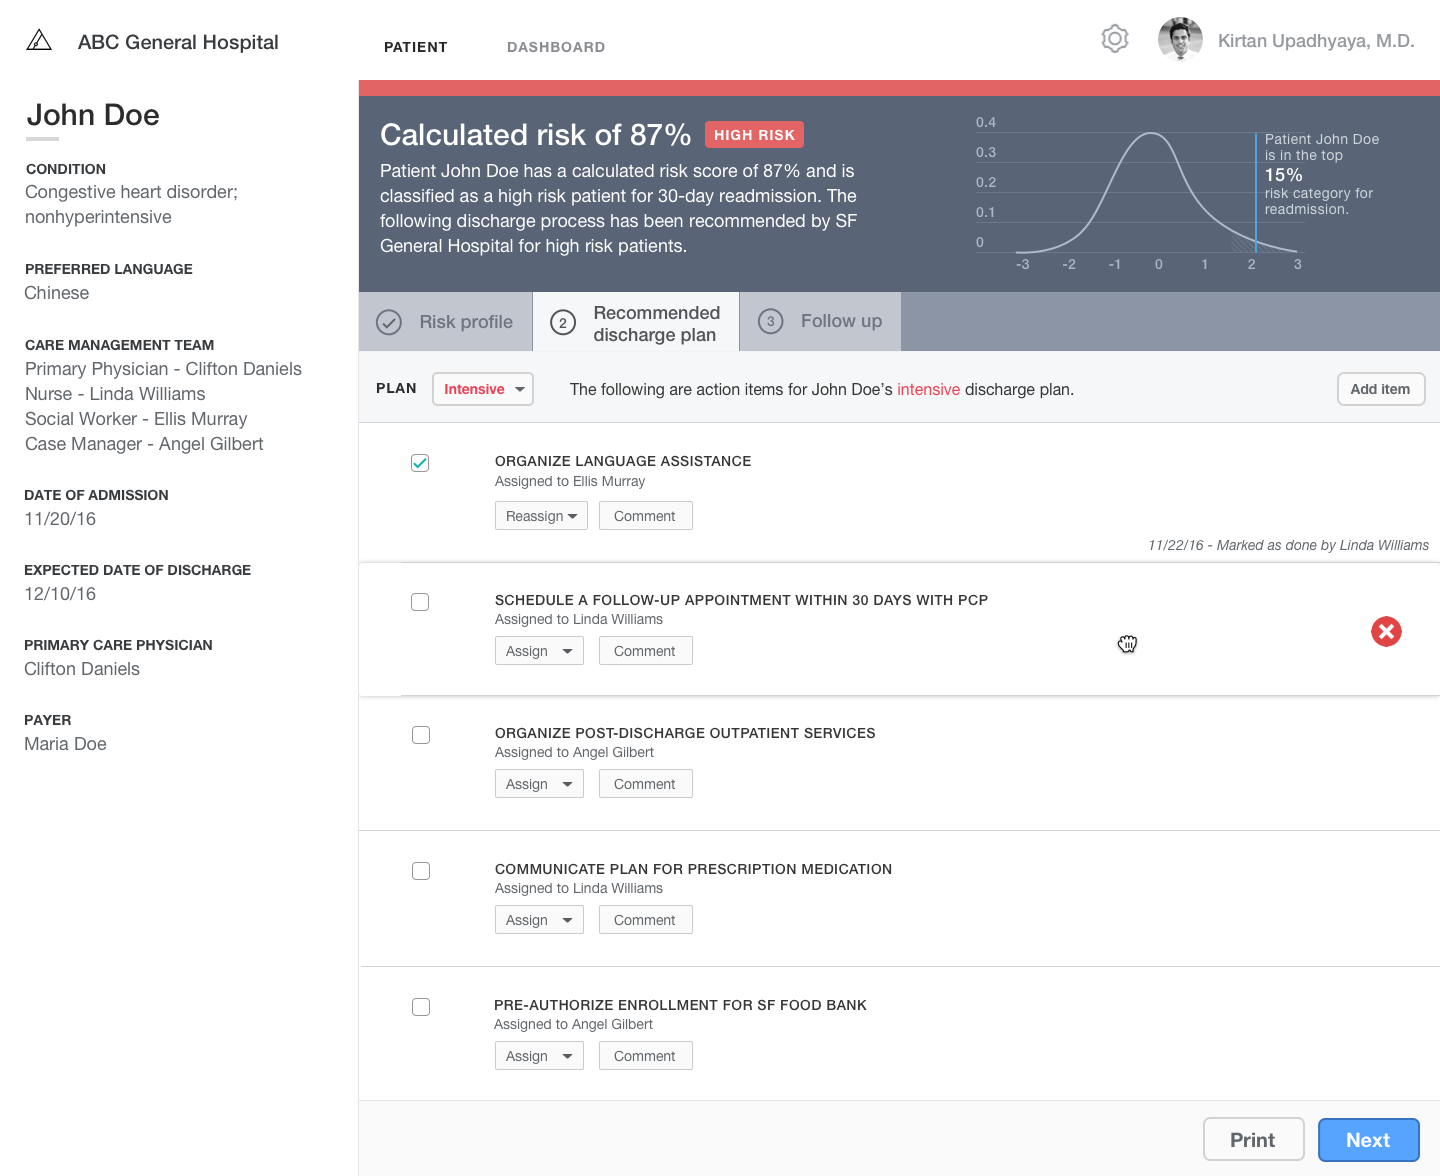 ABC General Hospital
PATIENT
DASHBOARD
Kirtan Upadhyaya, M.D.
John Doe
CONDITION
Congestive heart disorder;
nonhyperintensive
PREFERRED LANGUAGE
Chinese
CARE MANAGEMENT TEAM
Primary Physician - Clifton Daniels
Nurse - Linda Williams
Social Worker - Ellis Murray
Case Manager - Angel Gilbert
DATE OF ADMISSION
11/20/16
EXPECTED DATE OF DISCHARGE
12/10/16
PRIMARY CARE PHYSICIAN
Clifton Daniels
PAYER
Maria Doe
Calculated risk of 87%
HIGH RISK
Patient John Doe has a calculated risk score of 87% and is
classified as a high risk patient for 30-day readmission. The
following discharge process has been recommended by SF
General Hospital for high risk patients.
0.4
0.3
0.2
0.1
0
-3 -2 -1 0 1 2 3
Patient John Doe
is in the top
15%
risk category for
readmission.
Risk profile
2
Recommended
discharge plan
3
Follow up
PLAN
Intensive
The following are action items for John Doe’s intensive discharge plan.
Add item
ORGANIZE LANGUAGE ASSISTANCE
Assigned to Ellis Murray
Reassign
Comment
11/22/16 - Marked as done by Linda Williams
SCHEDULE A FOLLOW-UP APPOINTMENT WITHIN 30 DAYS WITH PCP
Assigned to Linda Williams
Assign
Comment
ORGANIZE POST-DISCHARGE OUTPATIENT SERVICES
Assigned to Angel Gilbert
Assign
Comment
COMMUNICATE PLAN FOR PRESCRIPTION MEDICATION
Assigned to Linda Williams
Assign
Comment
PRE-AUTHORIZE ENROLLMENT FOR SF FOOD BANK
Assigned to Angel Gilbert
Assign
Comment
Print
Next